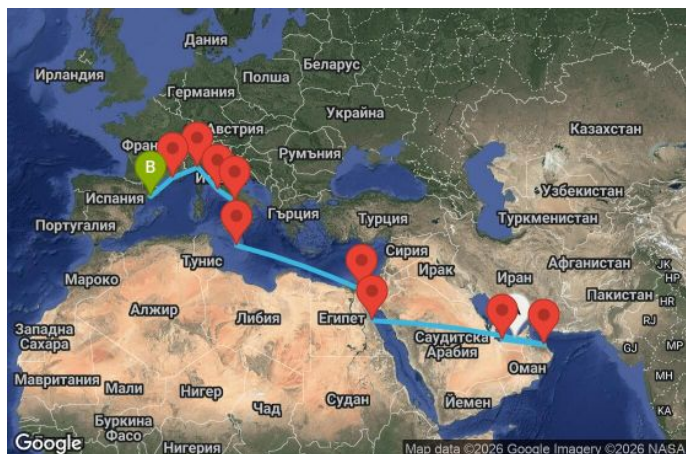 Дания
Ирландия
Беларус
Полша
Германия
Украйна
Казахстан
Фран
Австрия
Румъния
B
И
Испания
Узбекистан
Гърция
Турция
Туркменистан
Португалия
Сирия
Афганистан
Тунис
Ирак
Иран
JK
HP
Мароко
Пакистан
HR
Алжир
Либия
Египет
RJ
Западна
Сахара
Саудитска
Арабия
MP
GJ
Оман
Мавритания
Мали
Нигер
MH
Чад
Судан
Йемен
Буркина
Фасо
KA
Нигерия
Google
Map data ©2026 Google Imagery ©2026 NASA